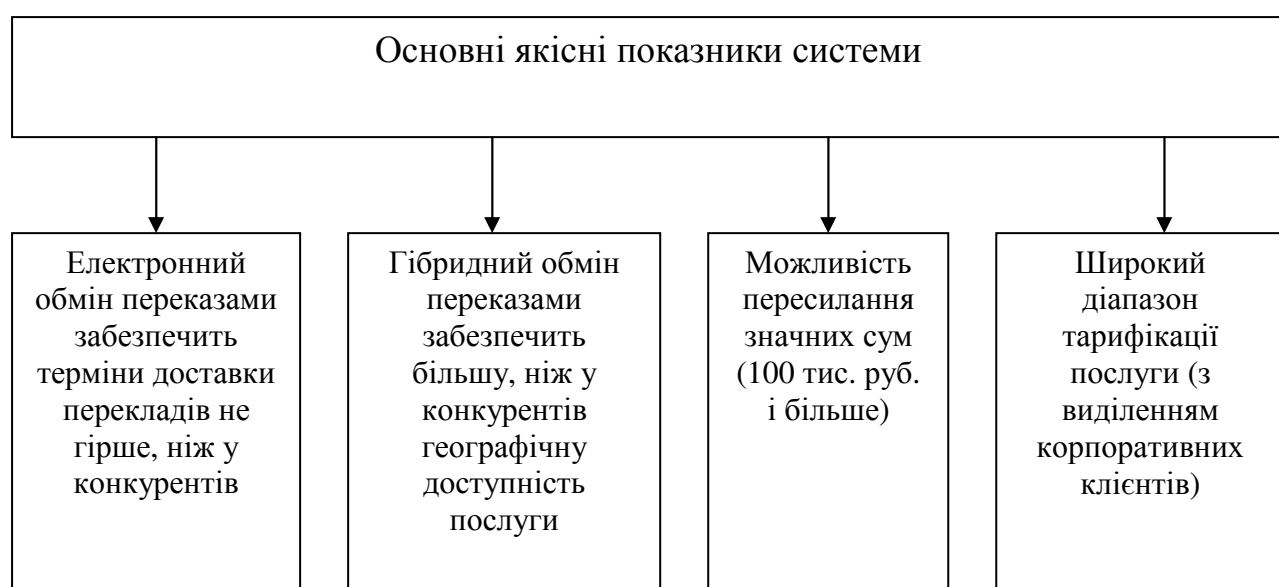 Основні якісні показники системи
Електронний
обмін переказами
забезпечить
терміни доставки
перекладів не
гірше, ніж у
конкурентів
Гібридний обмін
переказами
забезпечить
більшу, ніж у
конкурентів
географічну
доступність
послуги
Можливість
пересилання
значних сум
(100 тис. руб.
і більше)
Широкий
діапазон
тарифікації
послуги (з
виділенням
корпоративних
клієнтів)